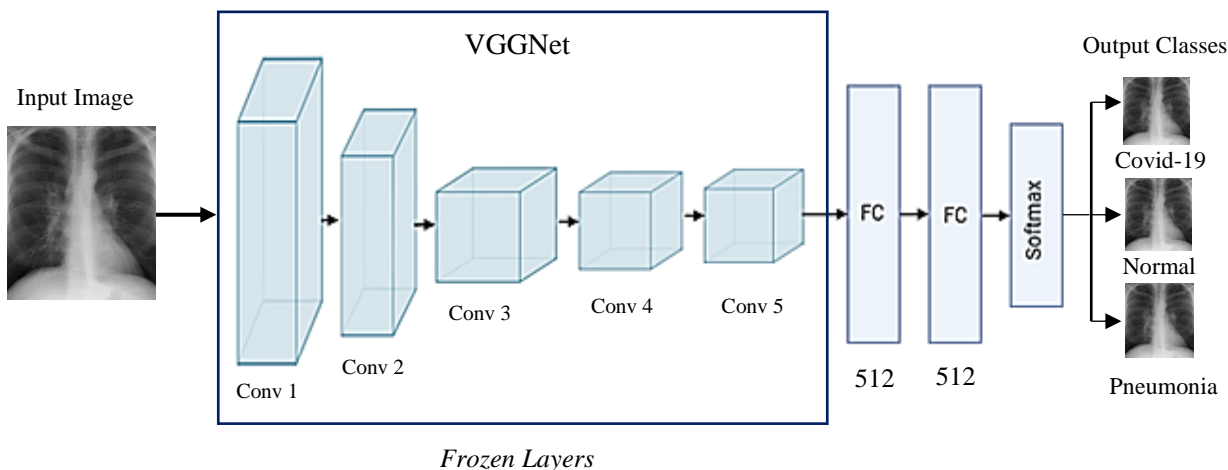 VGGNet
Output Classes
Input Image
Covid-19
FC
FC
Softmax
Normal
Conv 1
Conv 2
Conv 3
Conv 4
Conv 5
512
512
Pneumonia
Frozen Layers